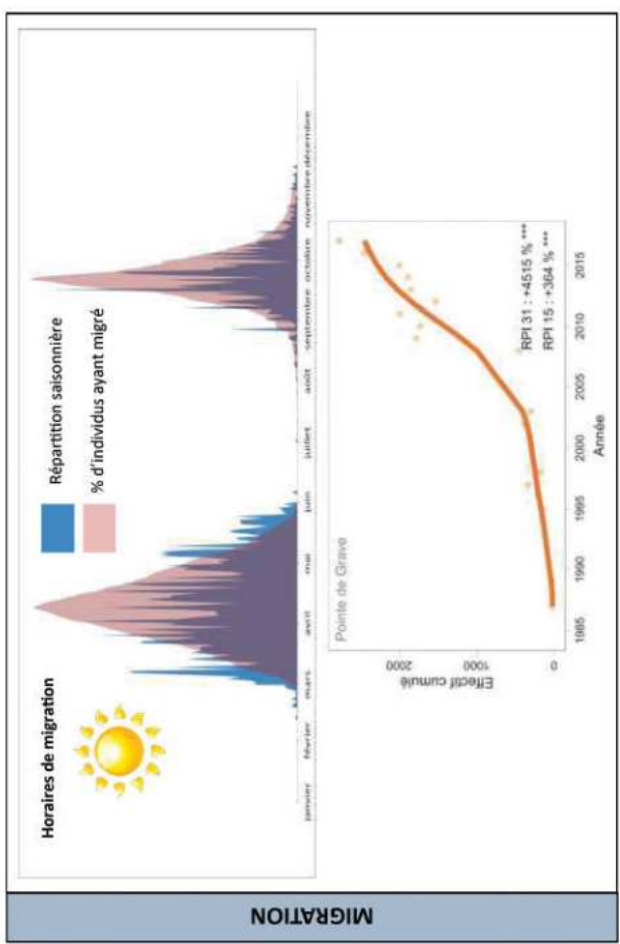 MIGRATION
Horaires de migration
Répartition saisonnière
% d'individus ayant migré
janvier février mars avril mai juin juillet août septembre octobre novembre décembre
Pointe de Grave
Effectif cumulé
2000
1000
0
RPI 31 : +4515 % ***
RPI 15 : +364 % ***
1985 1990 1995 2000 2005 2010 2015
Année